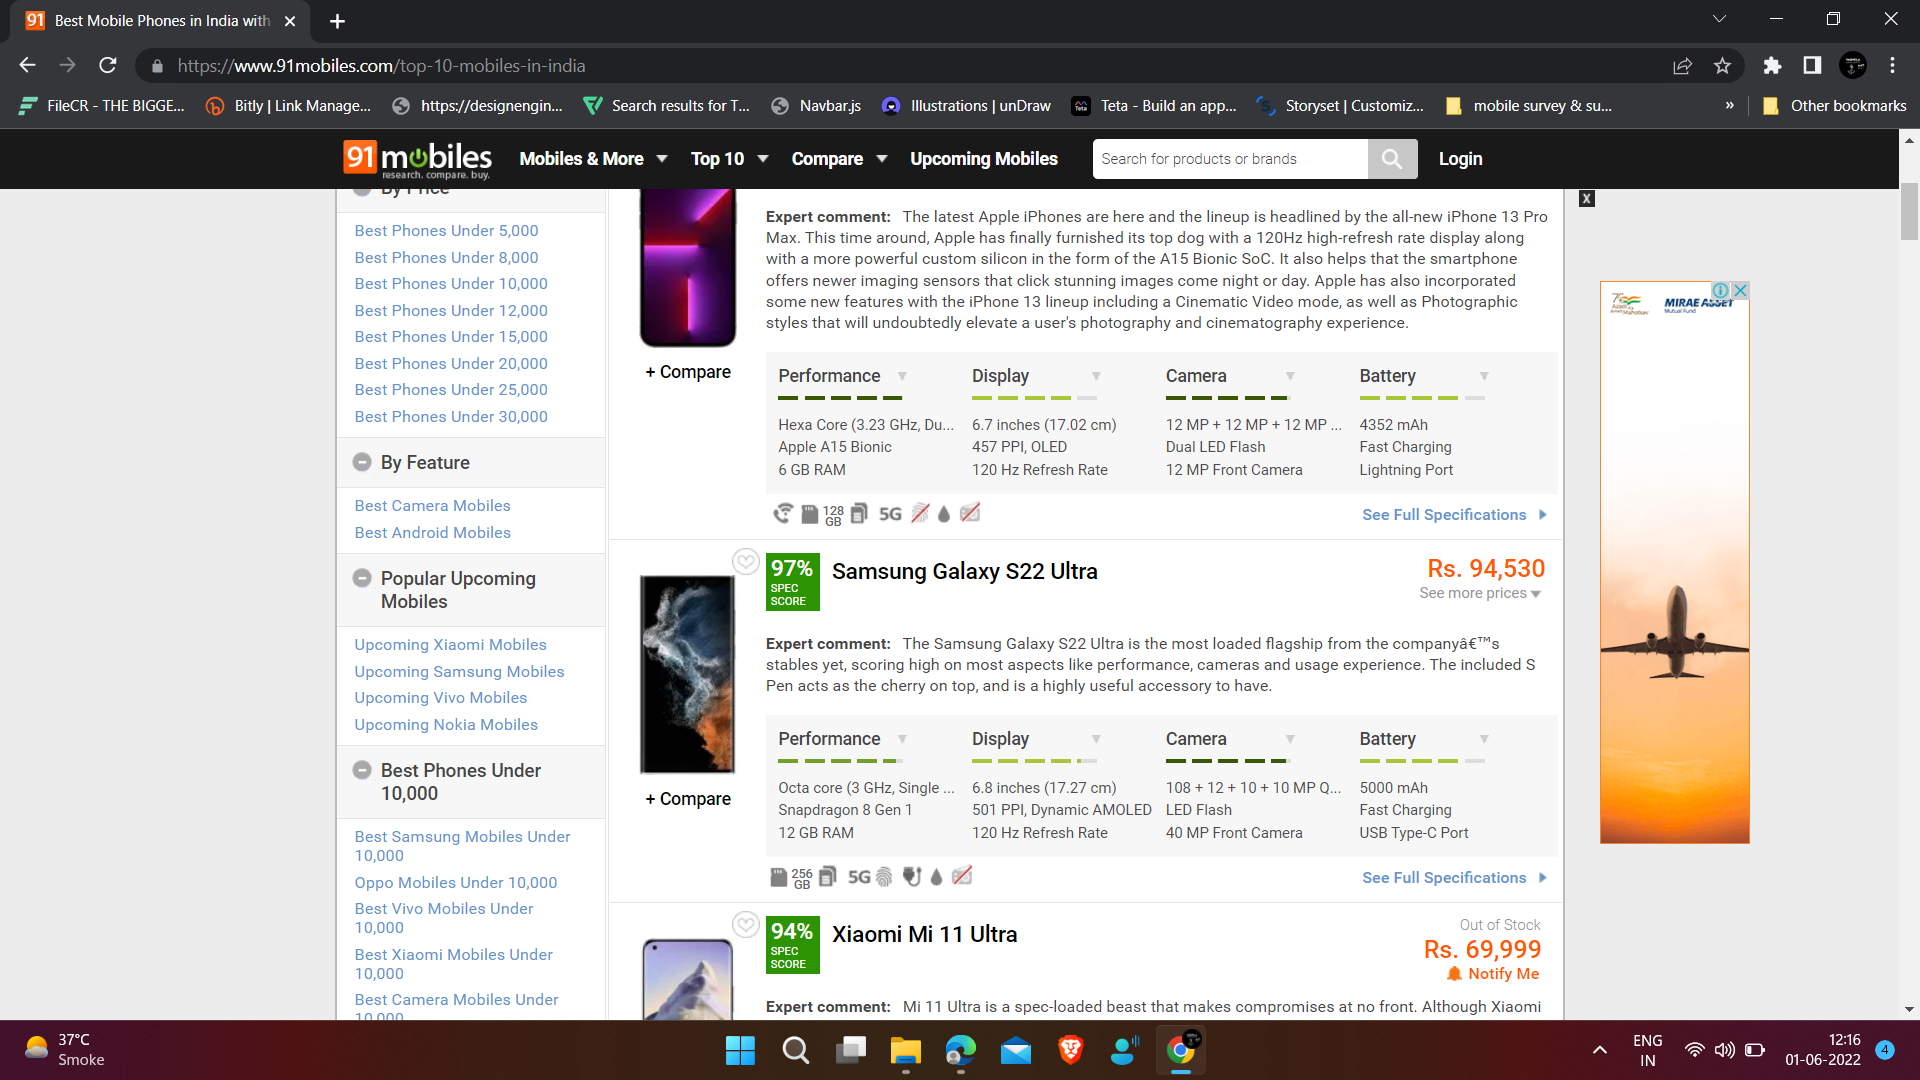 91 Best Mobile Phones in India with
https://www.91mobiles.com/top-10-mobiles-in-india
FileCR - THE BIGGE...
Bitly | Link Manage...
https://designengin...
Search results for T...
Navbar.js
Illustrations | unDraw
Teta Teta - Build an app...
Storyset | Customiz...
mobile survey & su...
»
Other bookmarks
91 mobiles
research. compare. buy.
Mobiles & More
Top 10
Compare
Upcoming Mobiles
Search for products or brands
Login
By Price
Best Phones Under 5,000
Best Phones Under 8,000
Best Phones Under 10,000
Best Phones Under 12,000
Best Phones Under 15,000
Best Phones Under 20,000
Best Phones Under 25,000
Best Phones Under 30,000
By Feature
Best Camera Mobiles
Best Android Mobiles
Popular Upcoming
Mobiles
Upcoming Xiaomi Mobiles
Upcoming Samsung Mobiles
Upcoming Vivo Mobiles
Upcoming Nokia Mobiles
Best Phones Under
10,000
Best Samsung Mobiles Under
10,000
Oppo Mobiles Under 10,000
Best Vivo Mobiles Under
10,000
Best Xiaomi Mobiles Under
10,000
Best Camera Mobiles Under
10,000
+ Compare
Expert comment: The latest Apple iPhones are here and the lineup is headlined by the all-new iPhone 13 Pro
Max. This time around, Apple has finally furnished its top dog with a 120Hz high-refresh rate display along
with a more powerful custom silicon in the form of the A15 Bionic SoC. It also helps that the smartphone
offers newer imaging sensors that click stunning images come night or day. Apple has also incorporated
some new features with the iPhone 13 lineup including a Cinematic Video mode, as well as Photographic
styles that will undoubtedly elevate a user's photography and cinematography experience.
Performance
Display
Camera
Battery
Hexa Core (3.23 GHz, Du... 6.7 inches (17.02 cm) 12 MP + 12 MP + 12 MP ... 4352 mAh
Apple A15 Bionic 457 PPI, OLED Dual LED Flash Fast Charging
6 GB RAM 120 Hz Refresh Rate 12 MP Front Camera Lightning Port
128
GB
5G
See Full Specifications
97%
SPEC
SCORE
Samsung Galaxy S22 Ultra
Rs. 94,530
See more prices
+ Compare
Expert comment: The Samsung Galaxy S22 Ultra is the most loaded flagship from the companyâ€™s
stables yet, scoring high on most aspects like performance, cameras and usage experience. The included S
Pen acts as the cherry on top, and is a highly useful accessory to have.
Performance
Display
Camera
Battery
Octa core (3 GHz, Single ... 6.8 inches (17.27 cm) 108 + 12 + 10 + 10 MP Q... 5000 mAh
Snapdragon 8 Gen 1 501 PPI, Dynamic AMOLED LED Flash Fast Charging
12 GB RAM 120 Hz Refresh Rate 40 MP Front Camera USB Type-C Port
256
GB
5G
See Full Specifications
94%
SPEC
SCORE
Xiaomi Mi 11 Ultra
Out of Stock
Rs. 69,999
Notify Me
Expert comment: Mi 11 Ultra is a spec-loaded beast that makes compromises at no front. Although Xiaomi
X
MIRAE ASSET
Mutual Fund
37°C
Smoke
ENG
IN
12:16
01-06-2022
4